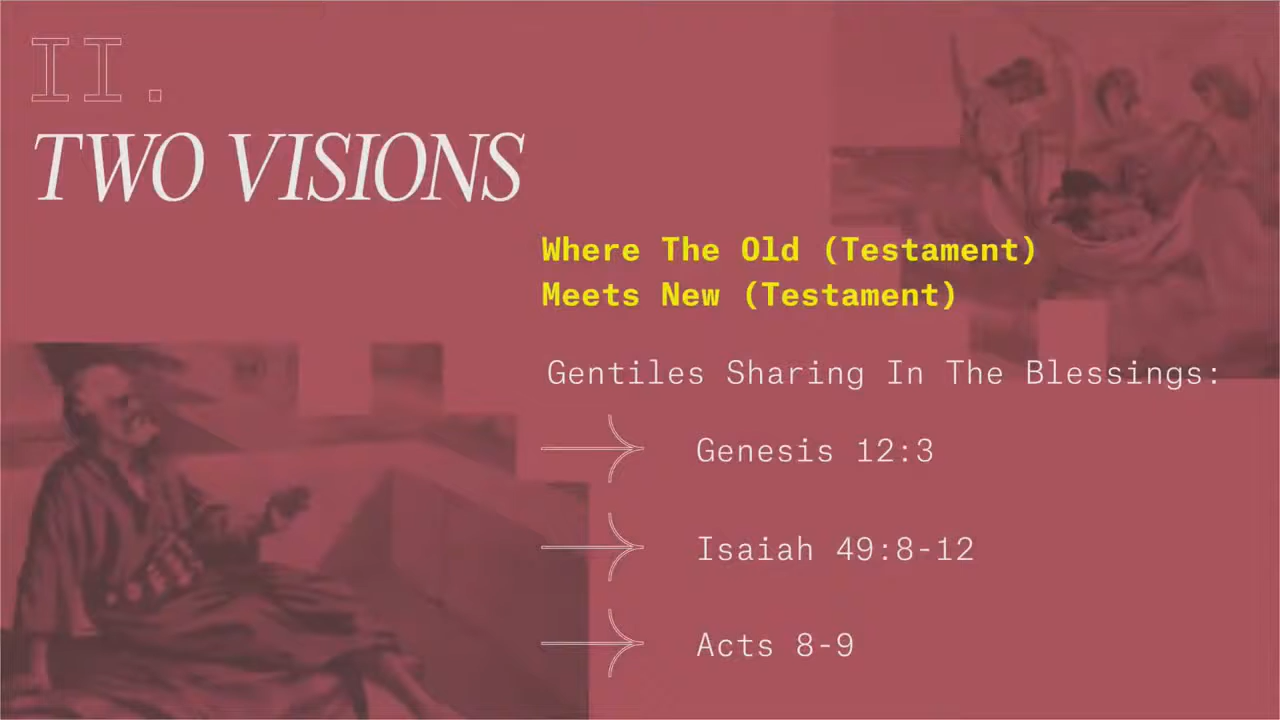 II.
TWO VISIONS
Where The Old (Testament)
Meets New (Testament)
Gentiles Sharing In The Blessings:
Genesis 12:3
Isaiah 49:8-12
Acts 8-9